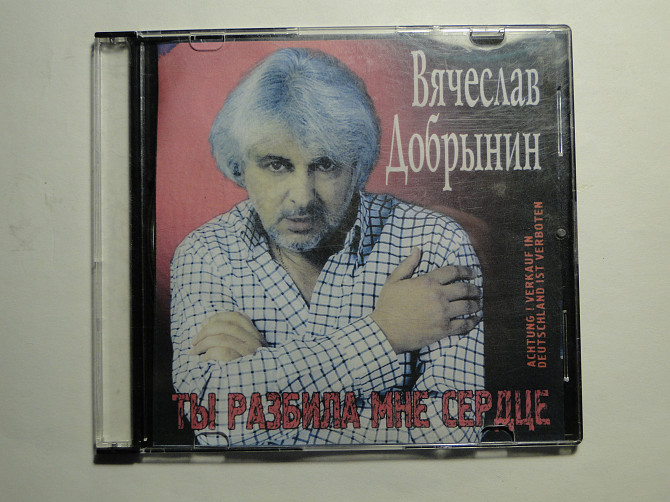 Вячеслав
Добрынин
ACHTUNG ! VERKAUF IN
DEUTSCHLAND IST VERBOTEN
ТЫ РАЗБИЛА МНЕ СЕРДЦЕ